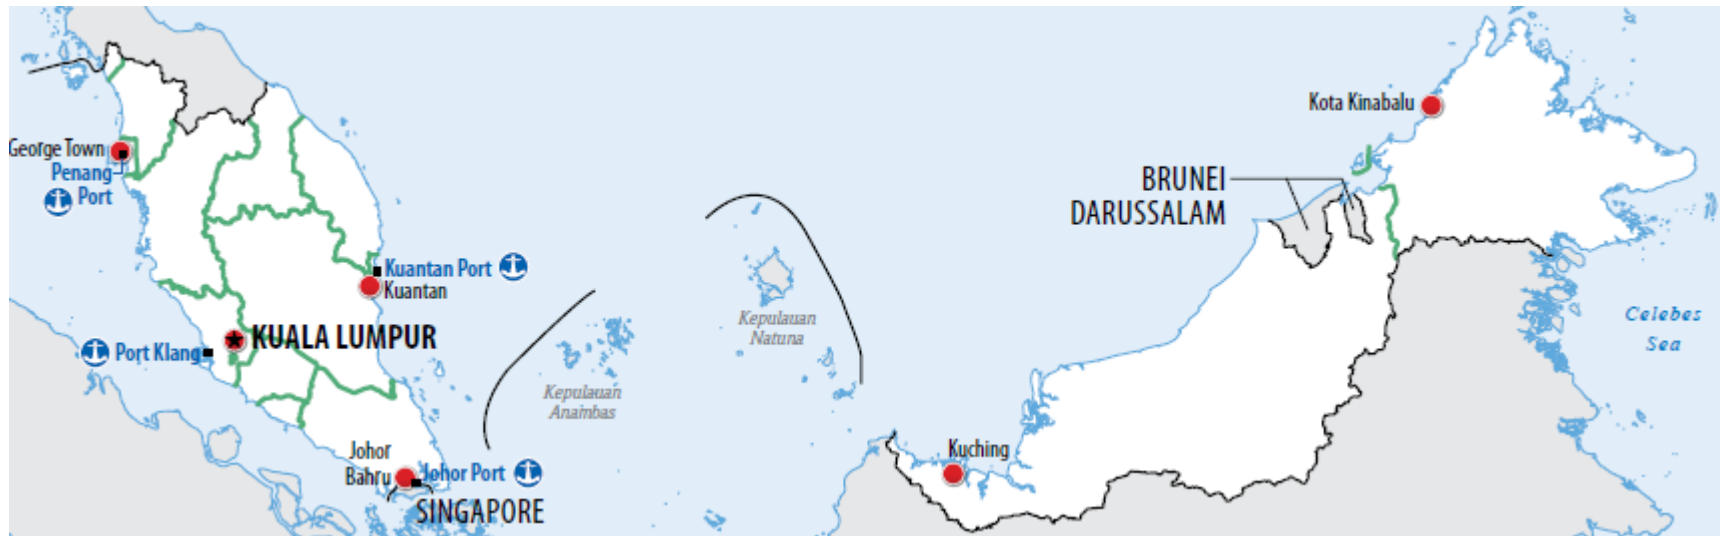 George Town
Penang
Port
Kuantan Port
Kuantan
KUALA LUMPUR
Port Klang
Johor
Bahru
Johor Port
SINGAPORE
Kepulauan
Anambas
Kepulauan
Natuna
Kuching
BRUNEI
DARUSSALAM
Kota Kinabalu
Celebes
Sea